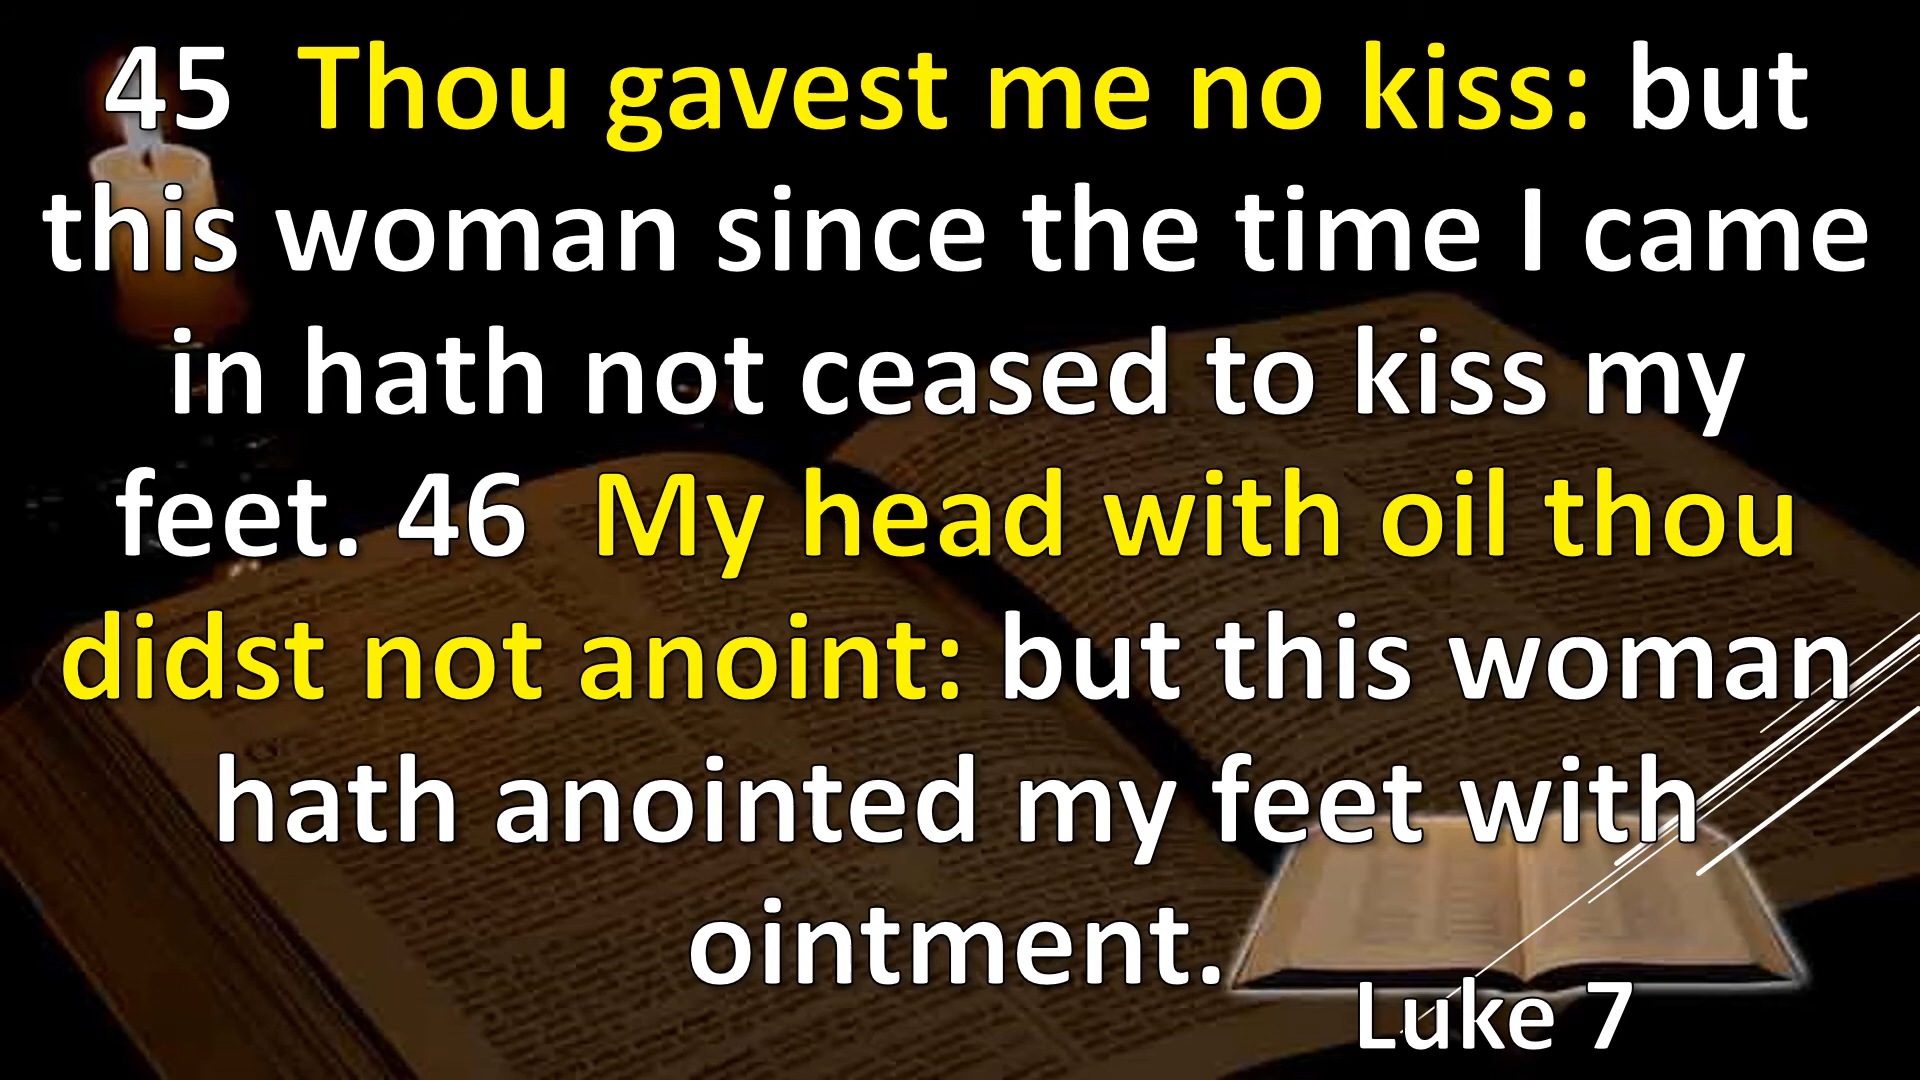 45  Thou gavest me no kiss: but
this woman since the time I came
in hath not ceased to kiss my
feet. 46  My head with oil thou
didst not anoint: but this woman
hath anointed my feet with
ointment.
Luke 7